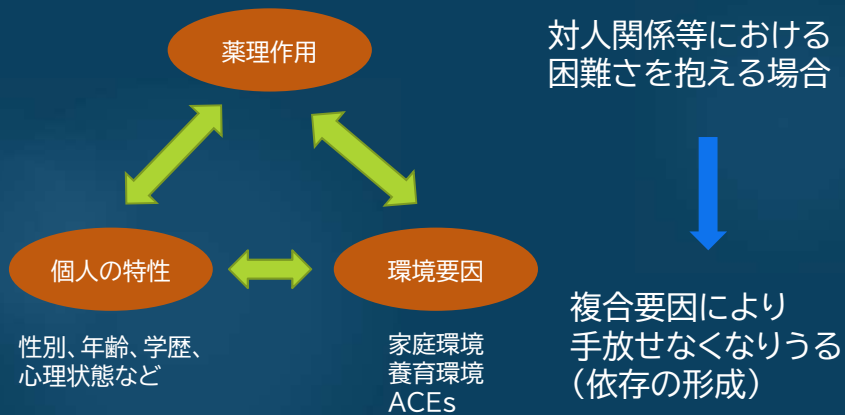 薬理作用
個人の特性
環境要因
性別、年齢、学歴、
心理状態など
家庭環境
養育環境
ACEs
対人関係等における
困難さを抱える場合
複合要因により
手放せなくなりうる
（依存の形成）